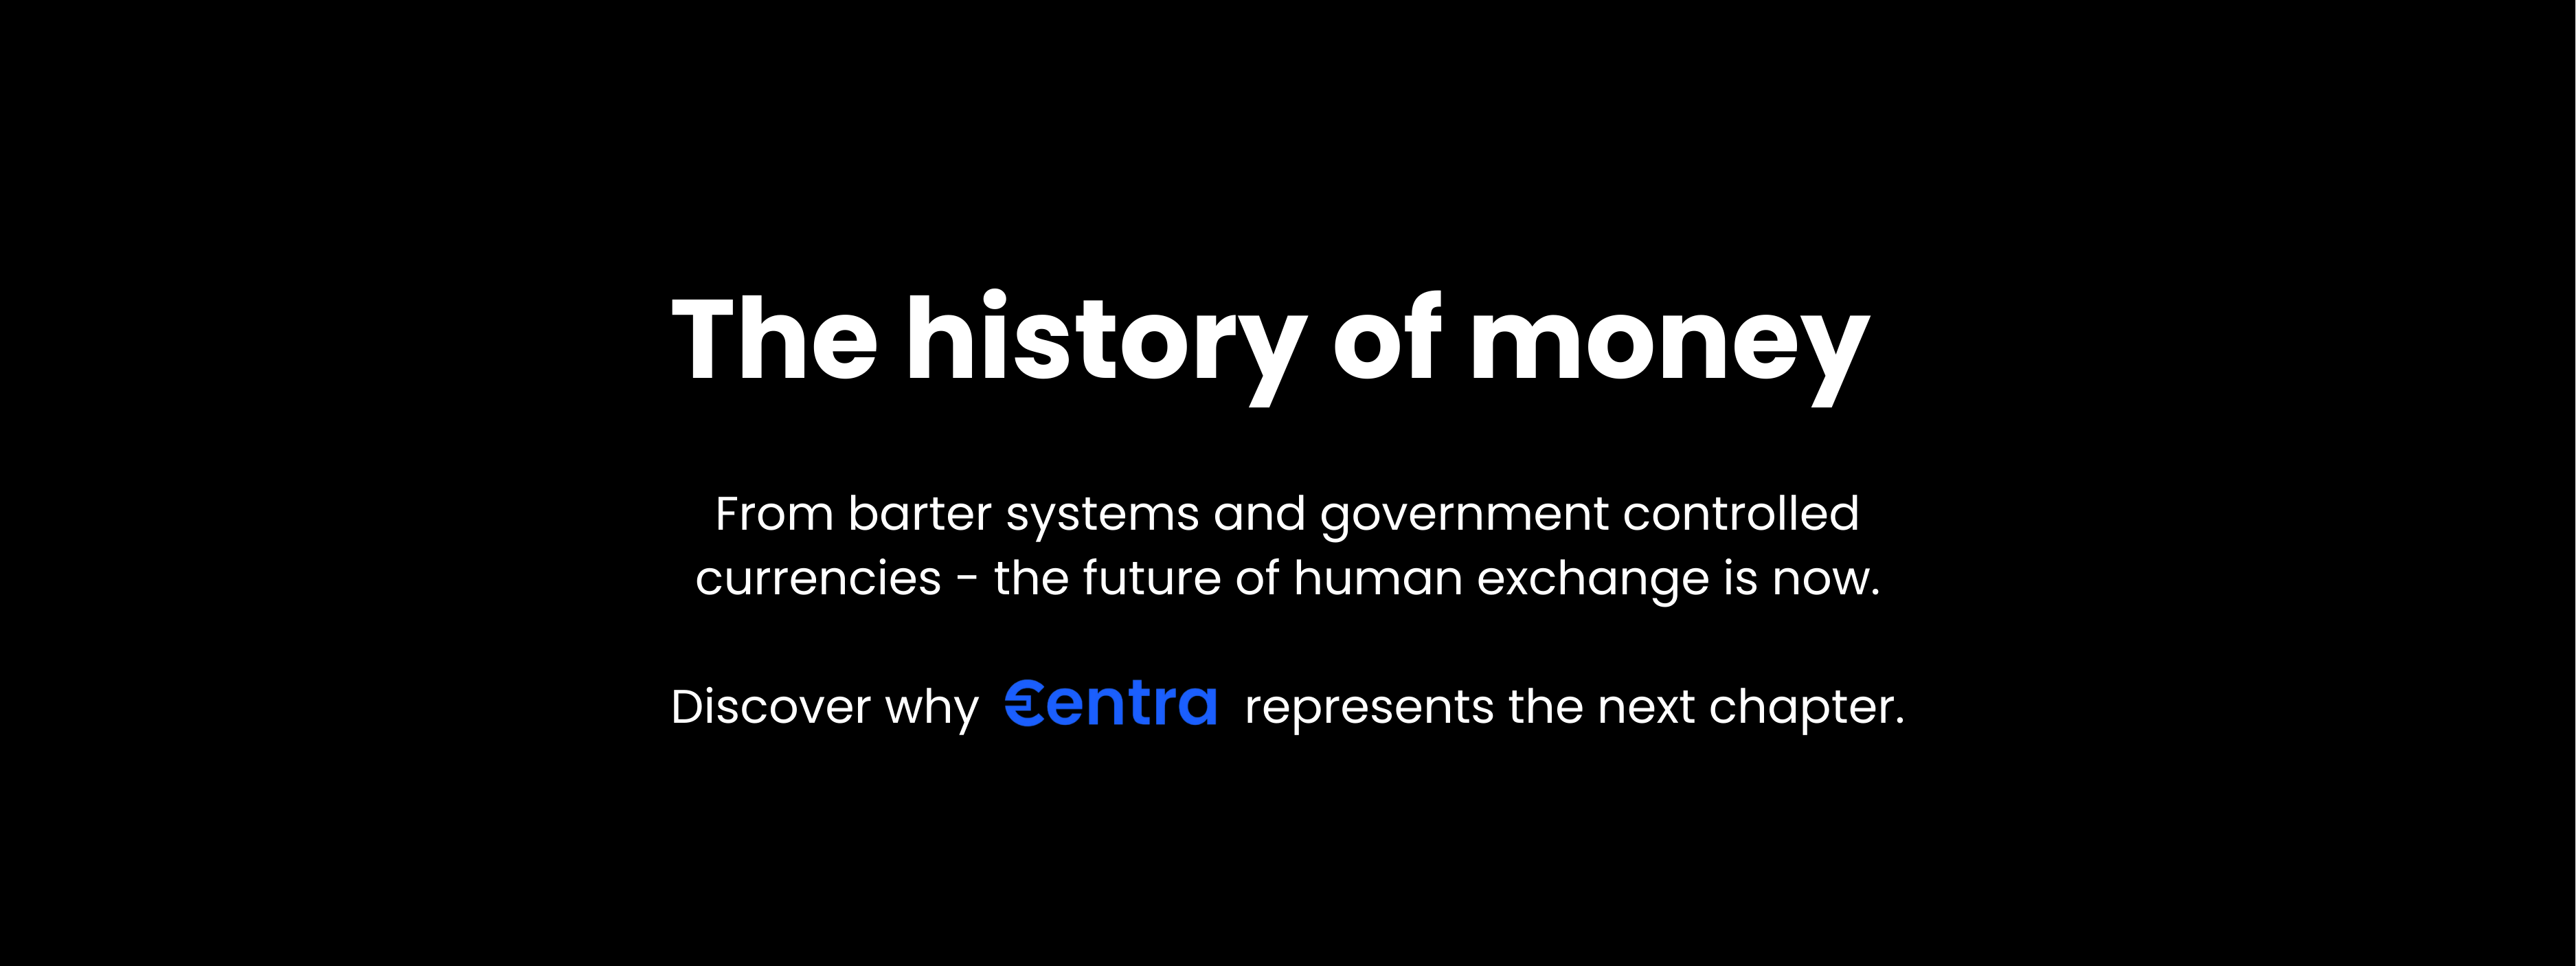 The history of money
From barter systems and government controlled
currencies - the future of human exchange is now.
Discover why Centra represents the next chapter.